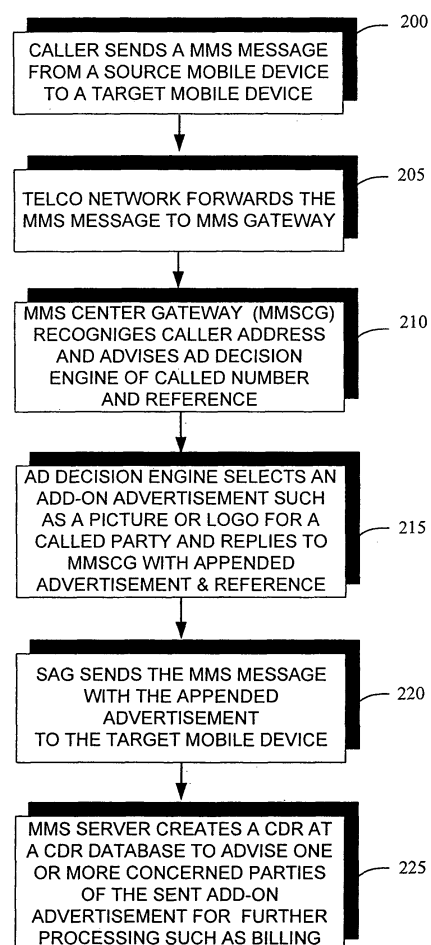 200
CALLER SENDS A MMS MESSAGE
FROM A SOURCE MOBILE DEVICE
TO A TARGET MOBILE DEVICE
205
TELCO NETWORK FORWARDS THE
MMS MESSAGE TO MMS GATEWAY
210
MMS CENTER GATEWAY (MMSCG)
RECOGNIGES CALLER ADDRESS
AND ADVISES AD DECISION
ENGINE OF CALLED NUMBER
AND REFERENCE
215
AD DECISION ENGINE SELECTS AN
ADD-ON ADVERTISEMENT SUCH
AS A PICTURE OR LOGO FOR A
CALLED PARTY AND REPLIES TO
MMSCG WITH APPENDED
ADVERTISEMENT & REFERENCE
220
SAG SENDS THE MMS MESSAGE
WITH THE APPENDED
ADVERTISEMENT
TO THE TARGET MOBILE DEVICE
225
MMS SERVER CREATES A CDR AT
A CDR DATABASE TO ADVISE ONE
OR MORE CONCERNED PARTIES
OF THE SENT ADD-ON
ADVERTISEMENT FOR FURTHER
PROCESSING SUCH AS BILLING